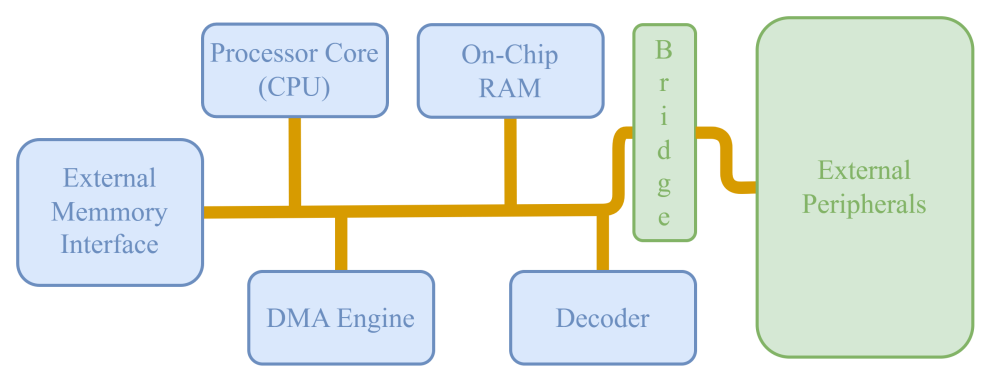 Processor Core
(CPU)
On-Chip
RAM
B
r
i
d
g
e
External
Memmory
Interface
External
Peripherals
DMA Engine
Decoder